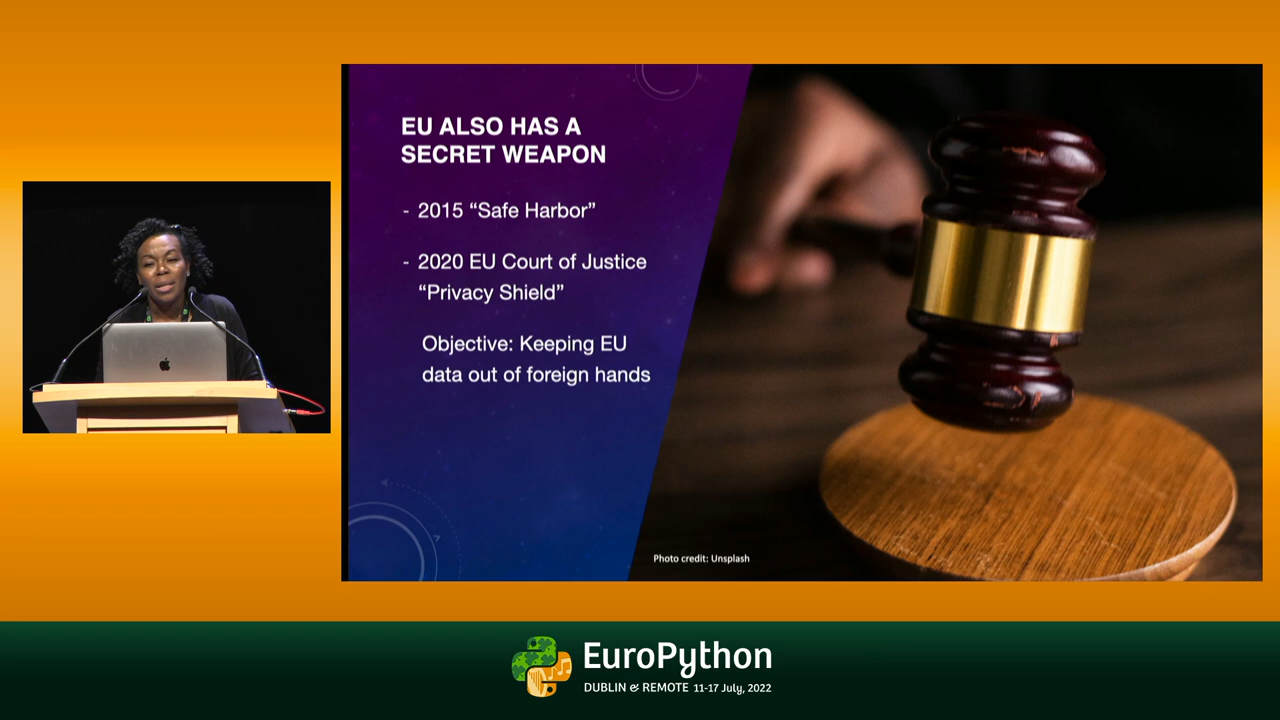 EU ALSO HAS A
SECRET WEAPON
- 2015 “Safe Harbor”
- 2020 EU Court of Justice
“Privacy Shield”
Objective: Keeping EU
data out of foreign hands
Photo credit: Unsplash
EuroPython
DUBLIN & REMOTE 11-17 July, 2022